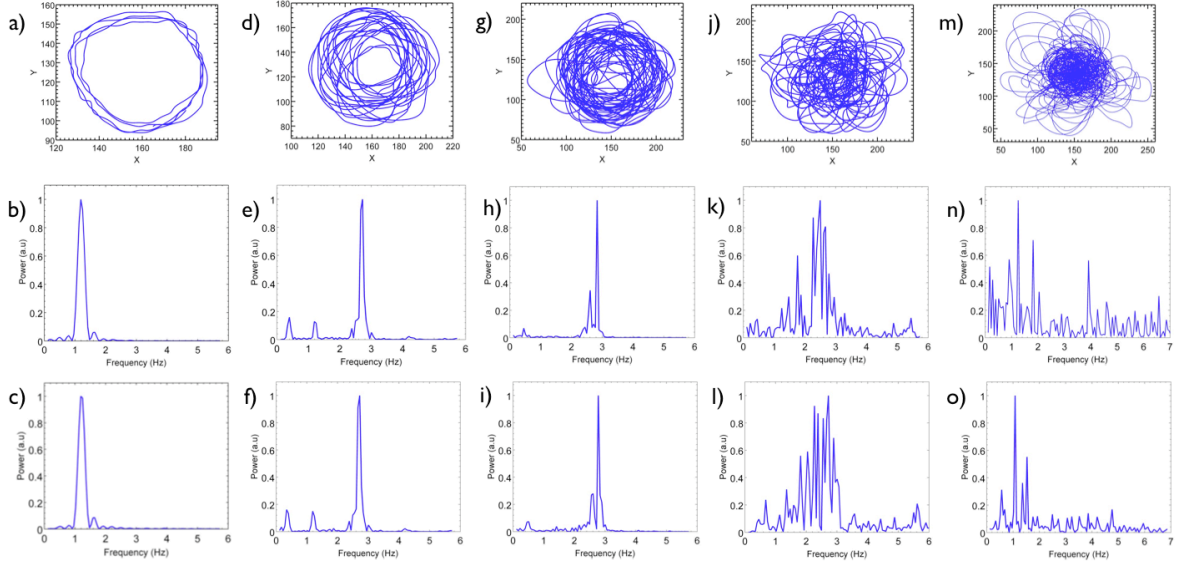 a)
160
150
140
130
120
110
100
90
Y
120 140 160 180
X
d)
180
160
140
120
100
80
Y
100 120 140 160 180 200 220
X
g)
200
150
100
50
Y
50 100 150 200
X
j)
200
150
100
50
Y
100 150 200
X
m)
200
150
100
50
Y
50 100 150 200 250
X
b)
1
0.8
0.6
0.4
0.2
0
Power (a.u)
0 1 2 3 4 5 6
Frequency (Hz)
e)
1
0.8
0.6
0.4
0.2
0
Power (a.u)
0 1 2 3 4 5 6
Frequency (Hz)
h)
1
0.8
0.6
0.4
0.2
0
Power (a.u)
0 1 2 3 4 5 6
Frequency (Hz)
k)
1
0.8
0.6
0.4
0.2
0
Power (a.u)
0 1 2 3 4 5 6
Frequency (Hz)
n)
1
0.8
0.6
0.4
0.2
0
Power (a.u)
0 1 2 3 4 5 6 7
Frequency (Hz)
c)
1
0.8
0.6
0.4
0.2
0
Power (a.u)
0 1 2 3 4 5 6
Frequency (Hz)
f)
1
0.8
0.6
0.4
0.2
0
Power (a.u)
0 1 2 3 4 5 6
Frequency (Hz)
i)
1
0.8
0.6
0.4
0.2
0
Power (a.u)
0 1 2 3 4 5 6
Frequency (Hz)
l)
1
0.8
0.6
0.4
0.2
0
Power (a.u)
0 1 2 3 4 5 6
Frequency (Hz)
o)
1
0.8
0.6
0.4
0.2
0
Power (a.u)
0 1 2 3 4 5 6 7
Frequency (Hz)